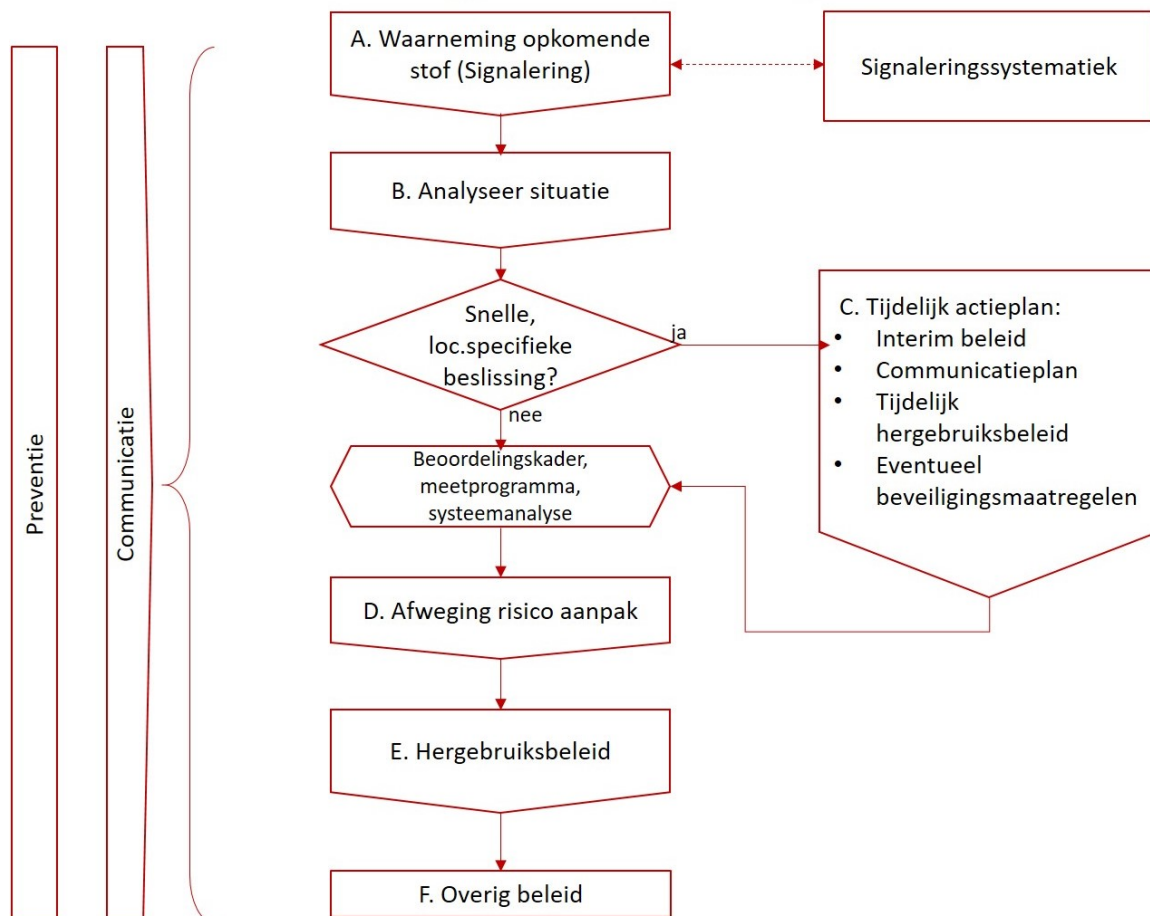 A. Waarneming opkomende
stof (Signalering)
Signaleringssystematiek
B. Analyseer situatie
Snelle,
loc.specifieke
beslissing?
ja
nee
C. Tijdelijk actieplan:
• Interim beleid
• Communicatieplan
• Tijdelijk
hergebruiksbeleid
• Eventueel
beveiligingsmaatregelen
Beoordelingskader,
meetprogramma,
systeemanalyse
D. Afweging risico aanpak
E. Hergebruiksbeleid
F. Overig beleid
Preventie
Communicatie